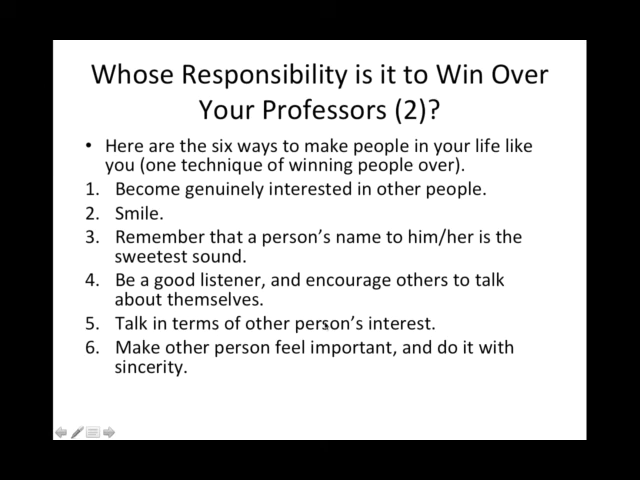 Whose Responsibility is it to Win Over
Your Professors (2)?
• Here are the six ways to make people in your life like
you (one technique of winning people over).
1. Become genuinely interested in other people.
2. Smile.
3. Remember that a person's name to him/her is the
sweetest sound.
4. Be a good listener, and encourage others to talk
about themselves.
5. Talk in terms of other person's interest.
6. Make other person feel important, and do it with
sincerity.